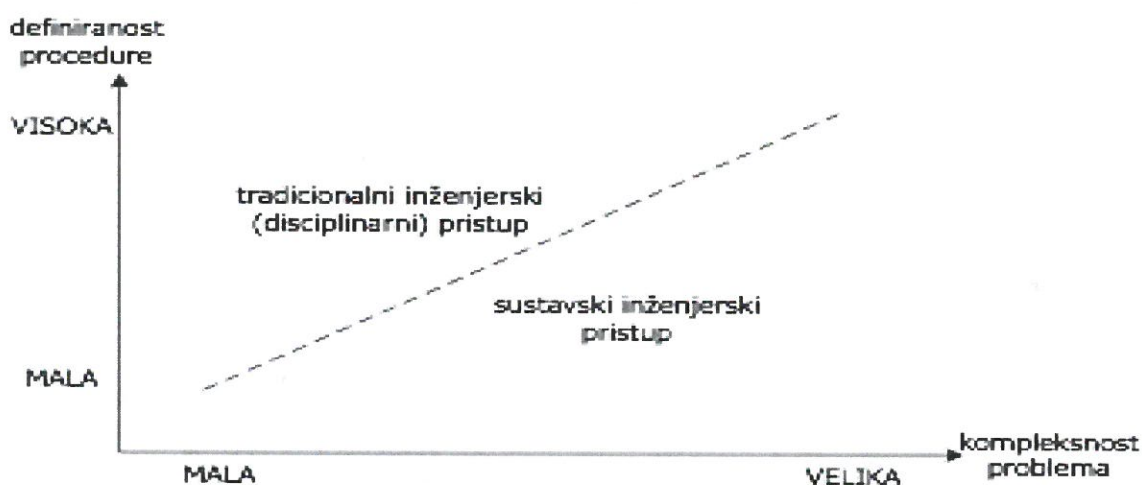 definiranost
procedure
VISOKA
tradicionalni inženjerski
(disciplinarni) pristup
sustavski inženjerski
pristup
MALA
kompleksnost
problema
MALA
VELIKA